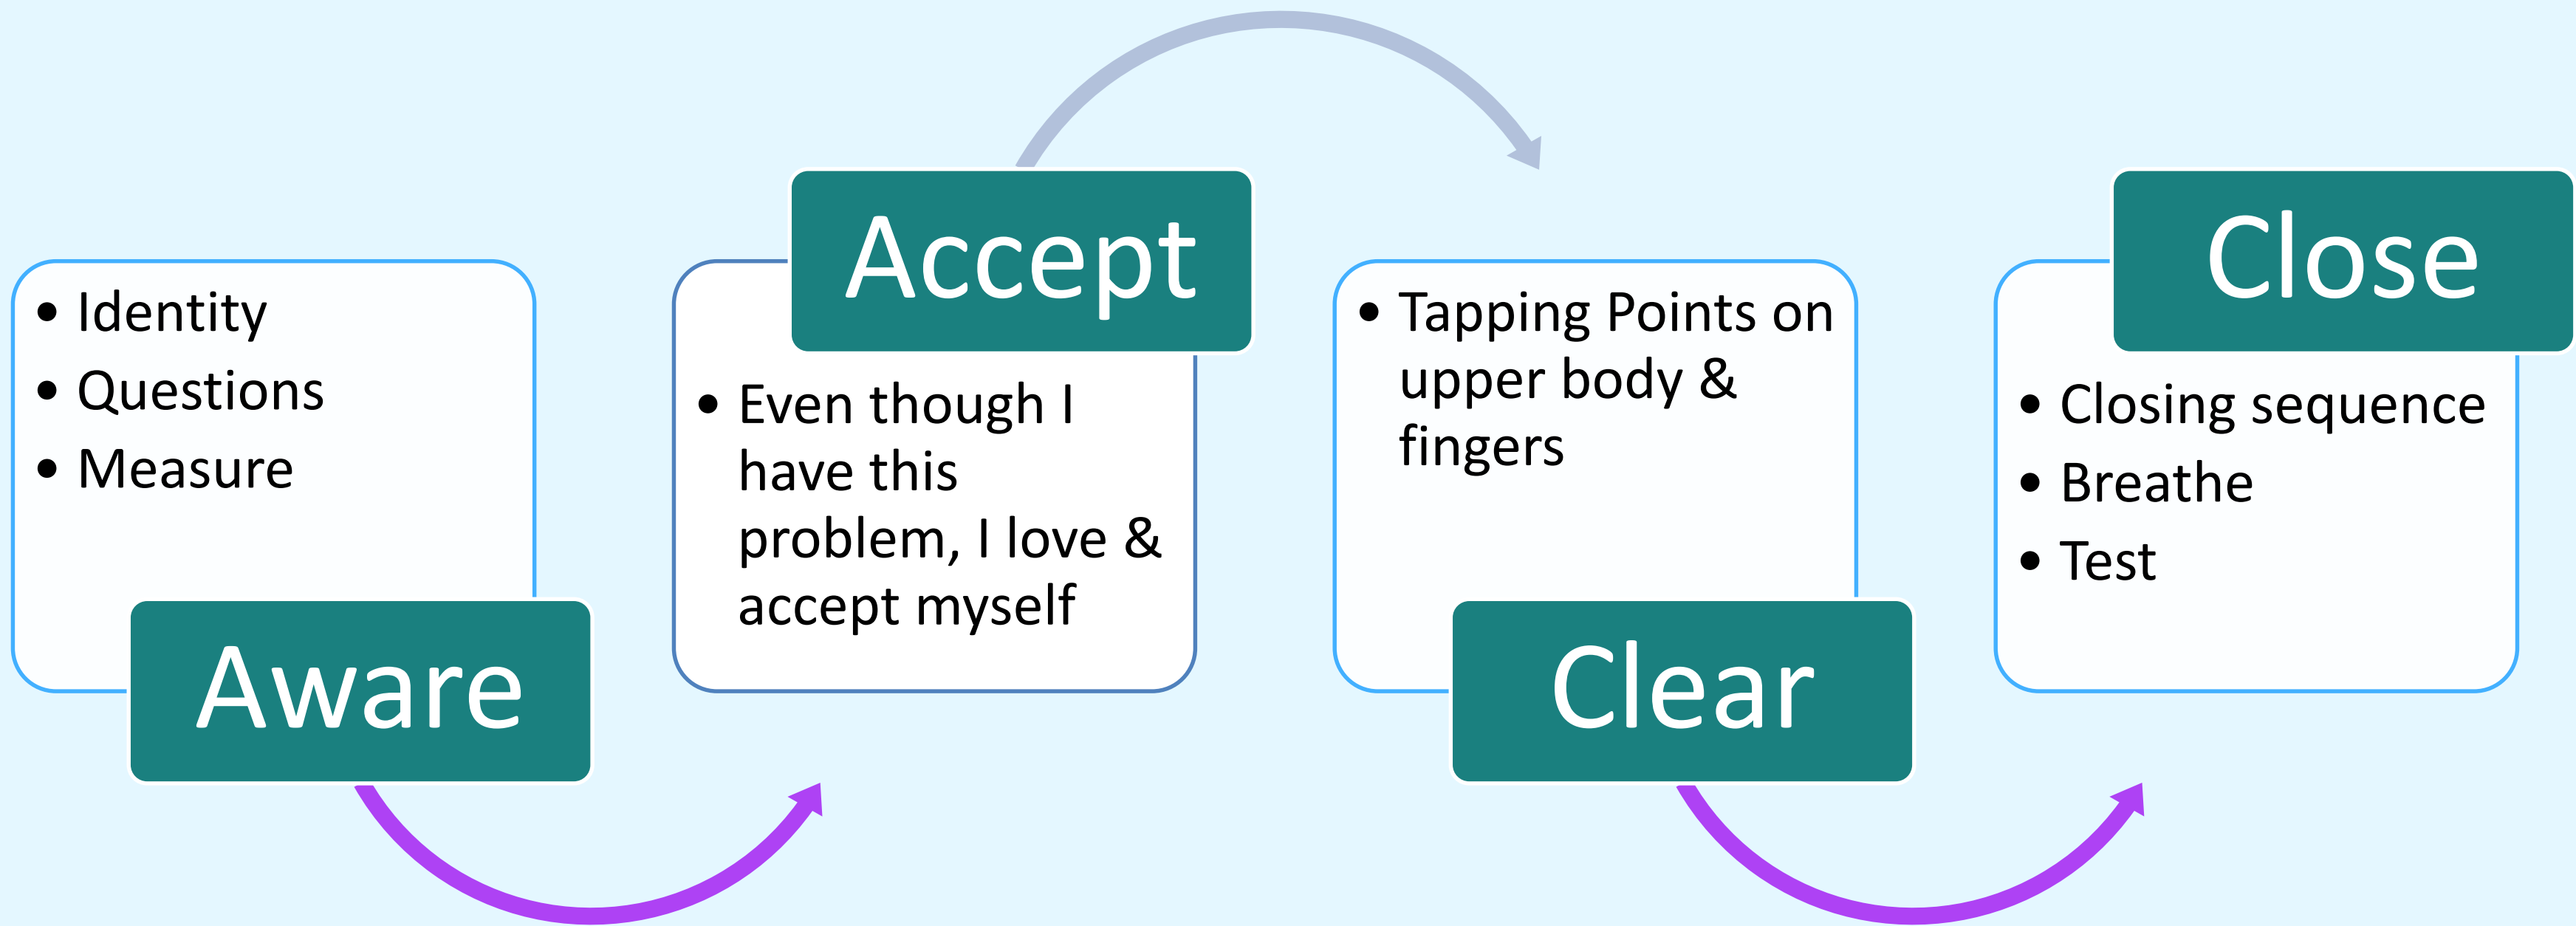 • Identity
• Questions
• Measure
Aware
Accept
• Even though I
have this
problem, I love &
accept myself
• Tapping Points on
upper body &
fingers
Clear
Close
• Closing sequence
• Breathe
• Test